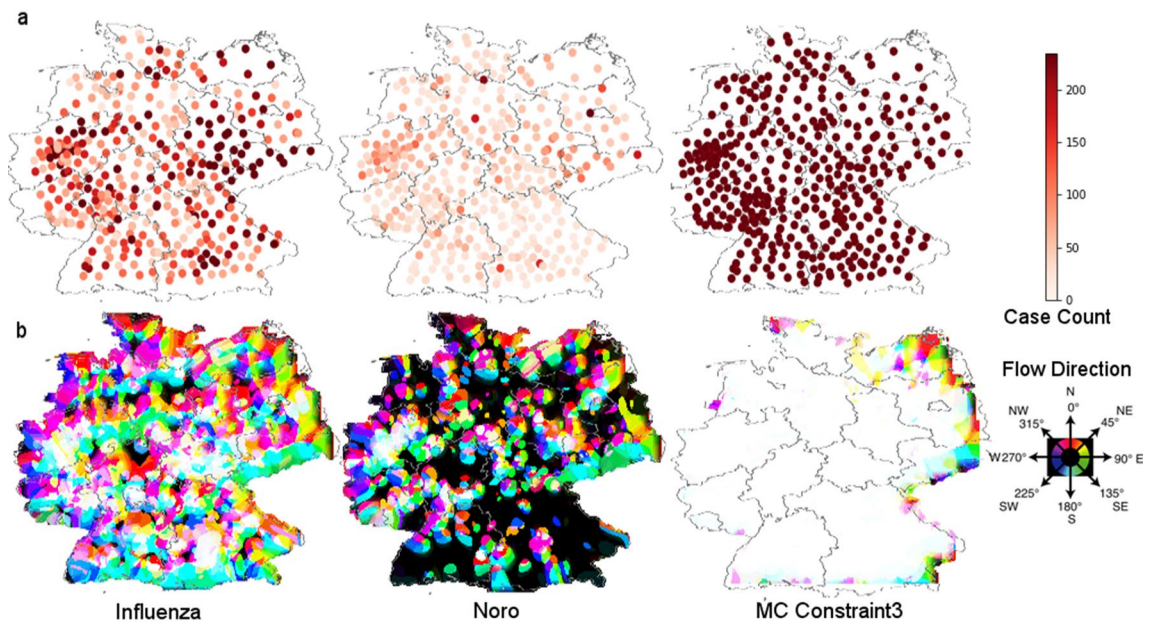 a
200
150
100
50
0
Case Count
b
Flow Direction
N
0°
NW
NE
315°
45°
W270°
90° E
225°
135°
SW
SE
180°
S
Influenza
Noro
MC Constraint3